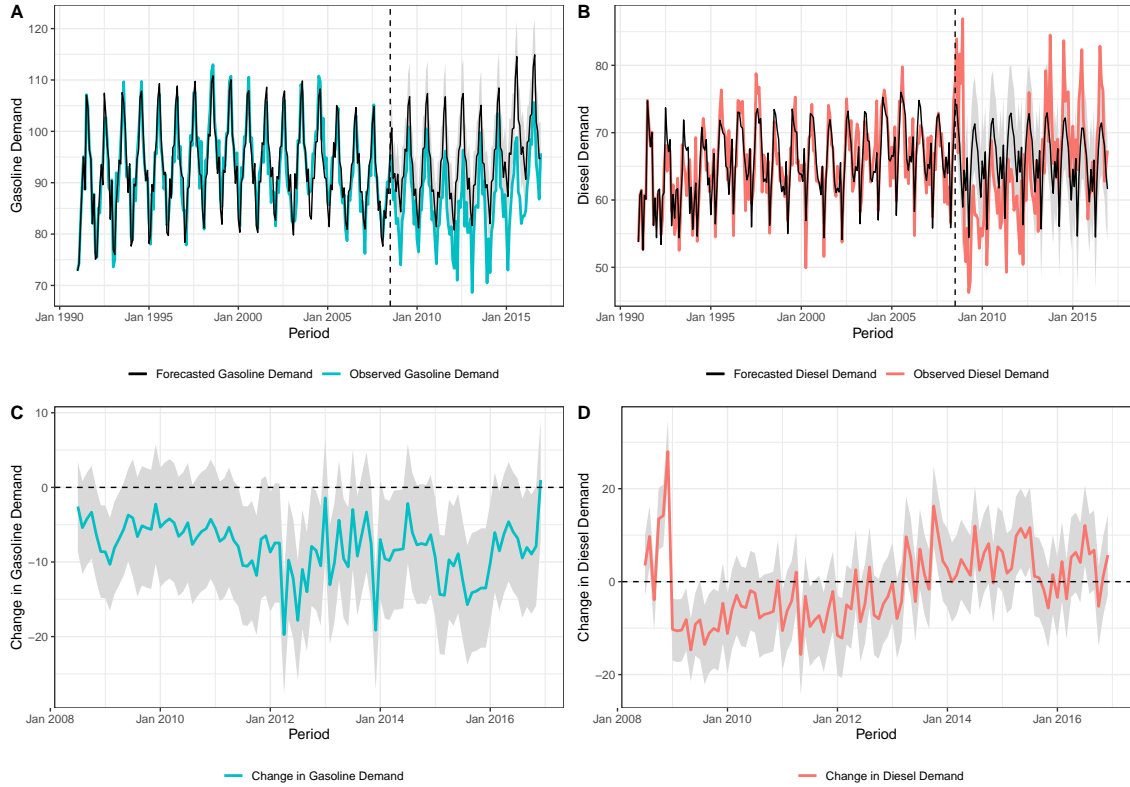 A
Gasoline Demand
120
110
100
90
80
70
Jan 1990 Jan 1995 Jan 2000 Jan 2005 Jan 2010 Jan 2015
Period
Forecasted Gasoline Demand Observed Gasoline Demand
B
Diesel Demand
80
70
60
50
Jan 1990 Jan 1995 Jan 2000 Jan 2005 Jan 2010 Jan 2015
Period
Forecasted Diesel Demand Observed Diesel Demand
C
Change in Gasoline Demand
10
0
−10
−20
Jan 2008 Jan 2010 Jan 2012 Jan 2014 Jan 2016
Period
Change in Gasoline Demand
D
Change in Diesel Demand
20
0
−20
Jan 2008 Jan 2010 Jan 2012 Jan 2014 Jan 2016
Period
Change in Diesel Demand